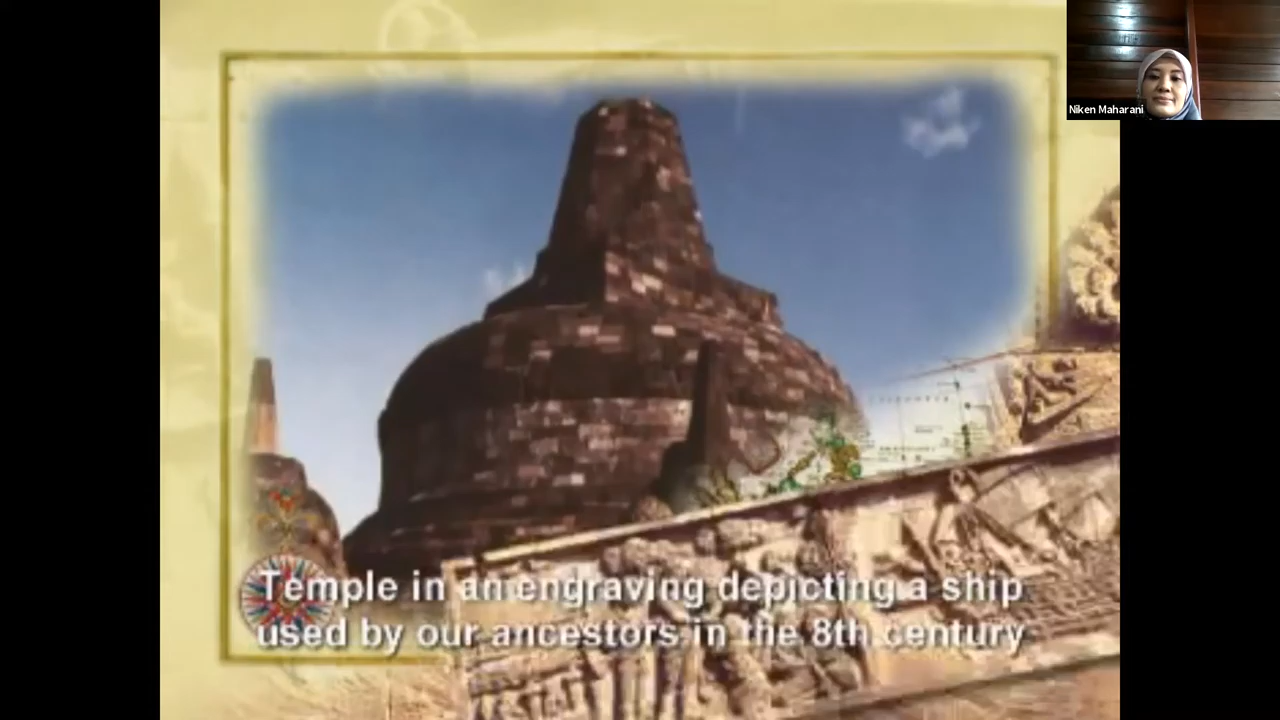 Niken Maharani
Temple in an engraving depicting a ship
used by our ancestors in the 8th century